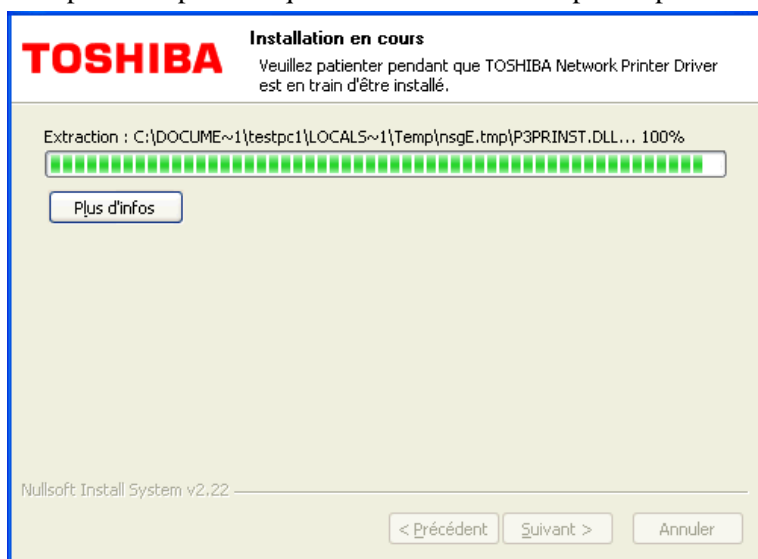 TOSHIBA
Installation en cours
Veuillez patienter pendant que TOSHIBA Network Printer Driver
est en train d'être installé.
Extraction : C:\DOCUME~1\testpc1\LOCALS~1\Temp\nsgE.tmp\P3PRINST.DLL... 100%
Plus d'infos
Nullsoft Install System v2.22
< Précédent
Suivant >
Annuler